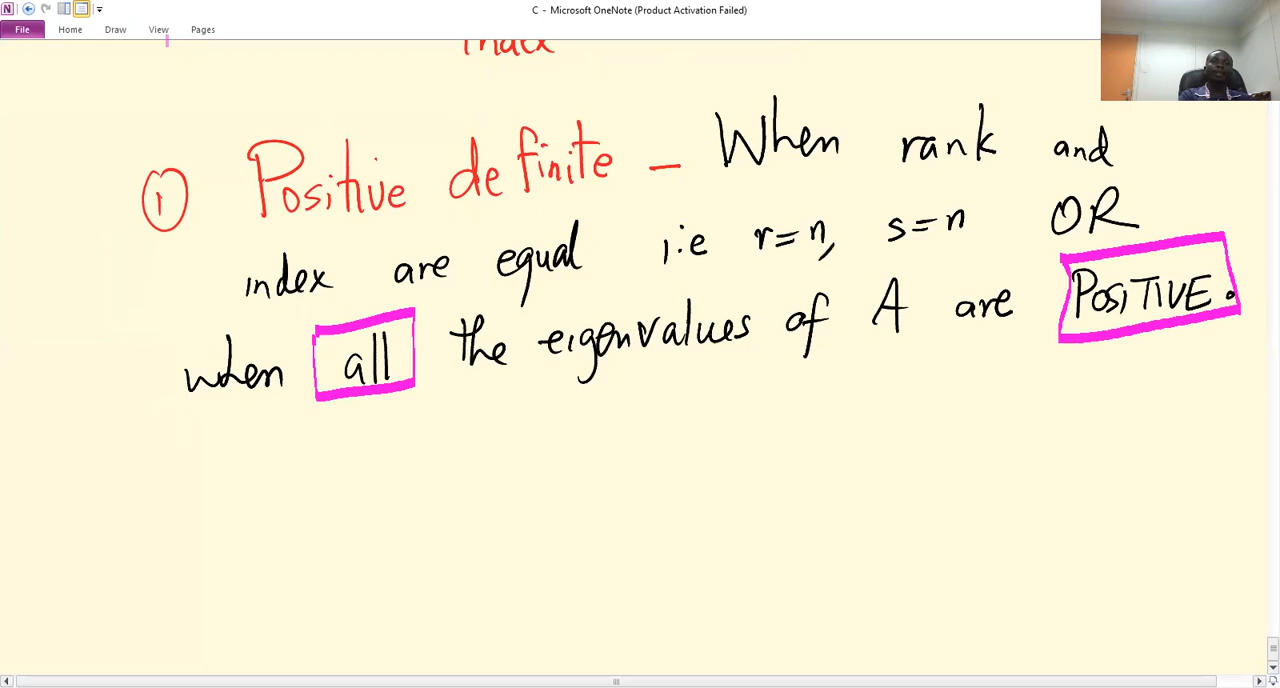 C - Microsoft OneNote (Product Activation Failed)
File Home Draw View Pages
index
① Positive definite - When rank and
index are equal i.e r=n, s=n OR
when all the eigenvalues of A are POSITIVE.